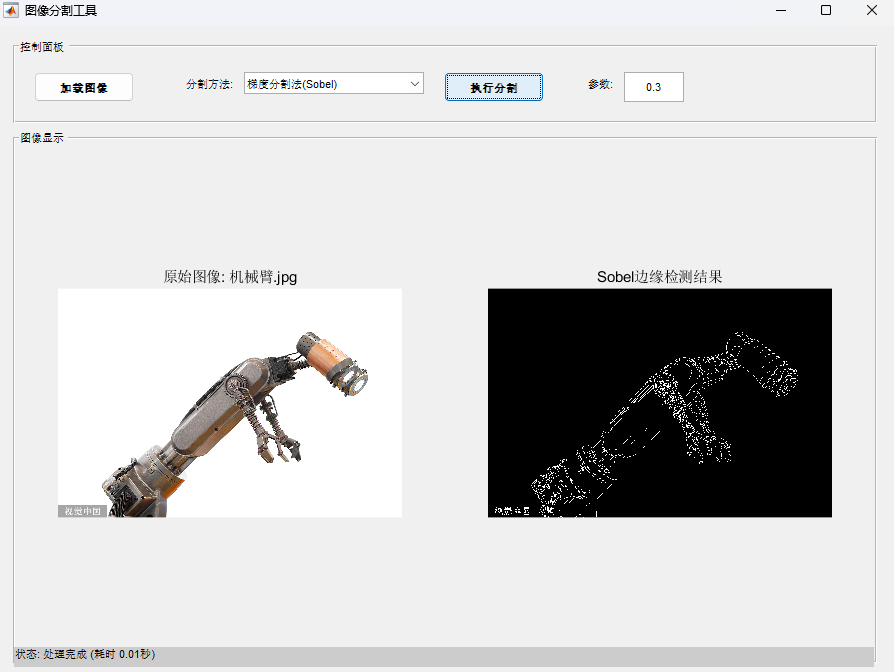 图像分割工具
控制面板
加载图像
分割方法:
梯度分割法(Sobel)
执行分割
参数:
0.3
图像显示
原始图像: 机械臂.jpg
Sobel边缘检测结果
视觉中国
状态: 处理完成 (耗时 0.01秒)